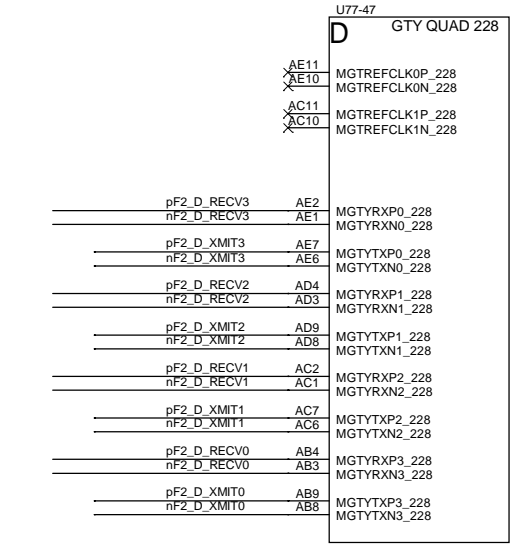 U77-47
D GTY QUAD 228
AE11 MGTREFCLK0P_228
AE10 MGTREFCLK0N_228
AC11 MGTREFCLK1P_228
AC10 MGTREFCLK1N_228
pF2_D_RECV3 AE2 MGTYRXP0_228
nF2_D_RECV3 AE1 MGTYRXN0_228
pF2_D_XMIT3 AE7 MGTYTXP0_228
nF2_D_XMIT3 AE6 MGTYTXN0_228
pF2_D_RECV2 AD4 MGTYRXP1_228
nF2_D_RECV2 AD3 MGTYRXN1_228
pF2_D_XMIT2 AD9 MGTYTXP1_228
nF2_D_XMIT2 AD8 MGTYTXN1_228
pF2_D_RECV1 AC2 MGTYRXP2_228
nF2_D_RECV1 AC1 MGTYRXN2_228
pF2_D_XMIT1 AC7 MGTYTXP2_228
nF2_D_XMIT1 AC6 MGTYTXN2_228
pF2_D_RECV0 AB4 MGTYRXP3_228
nF2_D_RECV0 AB3 MGTYRXN3_228
pF2_D_XMIT0 AB9 MGTYTXP3_228
nF2_D_XMIT0 AB8 MGTYTXN3_228